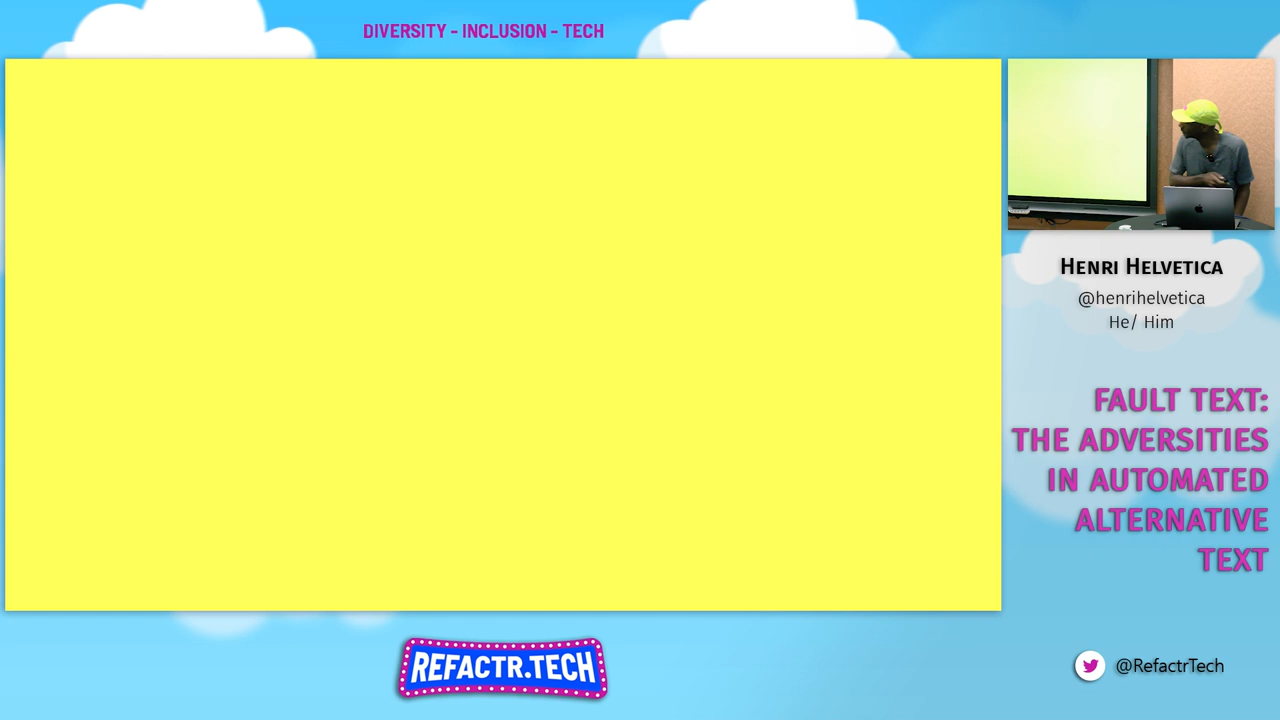 DIVERSITY - INCLUSION - TECH
HENRI HELVETICA
@henrihelvetica
He/ Him
FAULT TEXT:
THE ADVERSITIES
IN AUTOMATED
ALTERNATIVE
TEXT
REFACTR.TECH
@RefactrTech